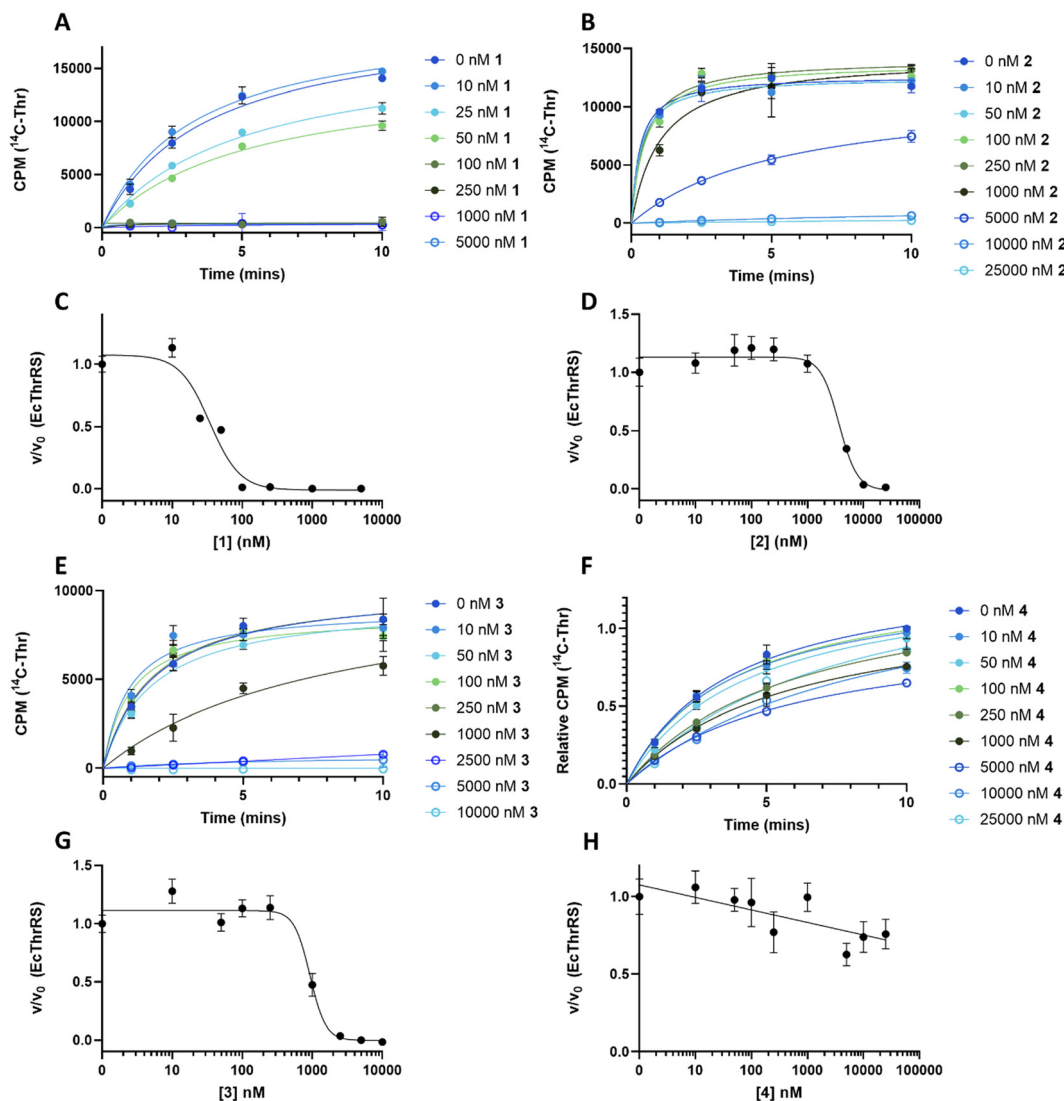 A
CPM (¹⁴C-Thr)
15000
10000
5000
0
0
5
10
Time (mins)
0 nM 1
10 nM 1
25 nM 1
50 nM 1
100 nM 1
250 nM 1
1000 nM 1
5000 nM 1
B
CPM (¹⁴C-Thr)
15000
10000
5000
0
0
5
10
Time (mins)
0 nM 2
10 nM 2
50 nM 2
100 nM 2
250 nM 2
1000 nM 2
5000 nM 2
10000 nM 2
25000 nM 2
C
v/v₀ (EcThrRS)
1.0
0.5
0.0
0
10
100
1000
10000
[1] (nM)
D
v/v₀ (EcThrRS)
1.5
1.0
0.5
0.0
0
10
100
1000
10000
100000
[2] (nM)
E
CPM (¹⁴C-Thr)
10000
5000
0
0
5
10
Time (mins)
0 nM 3
10 nM 3
50 nM 3
100 nM 3
250 nM 3
1000 nM 3
2500 nM 3
5000 nM 3
10000 nM 3
F
Relative CPM (¹⁴C-Thr)
1.0
0.5
0.0
0
5
10
Time (mins)
0 nM 4
10 nM 4
50 nM 4
100 nM 4
250 nM 4
1000 nM 4
5000 nM 4
10000 nM 4
25000 nM 4
G
v/v₀ (EcThrRS)
1.5
1.0
0.5
0.0
0
10
100
1000
10000
[3] nM
H
v/v₀ (EcThrRS)
1.0
0.5
0.0
0
10
100
1000
10000
100000
[4] nM